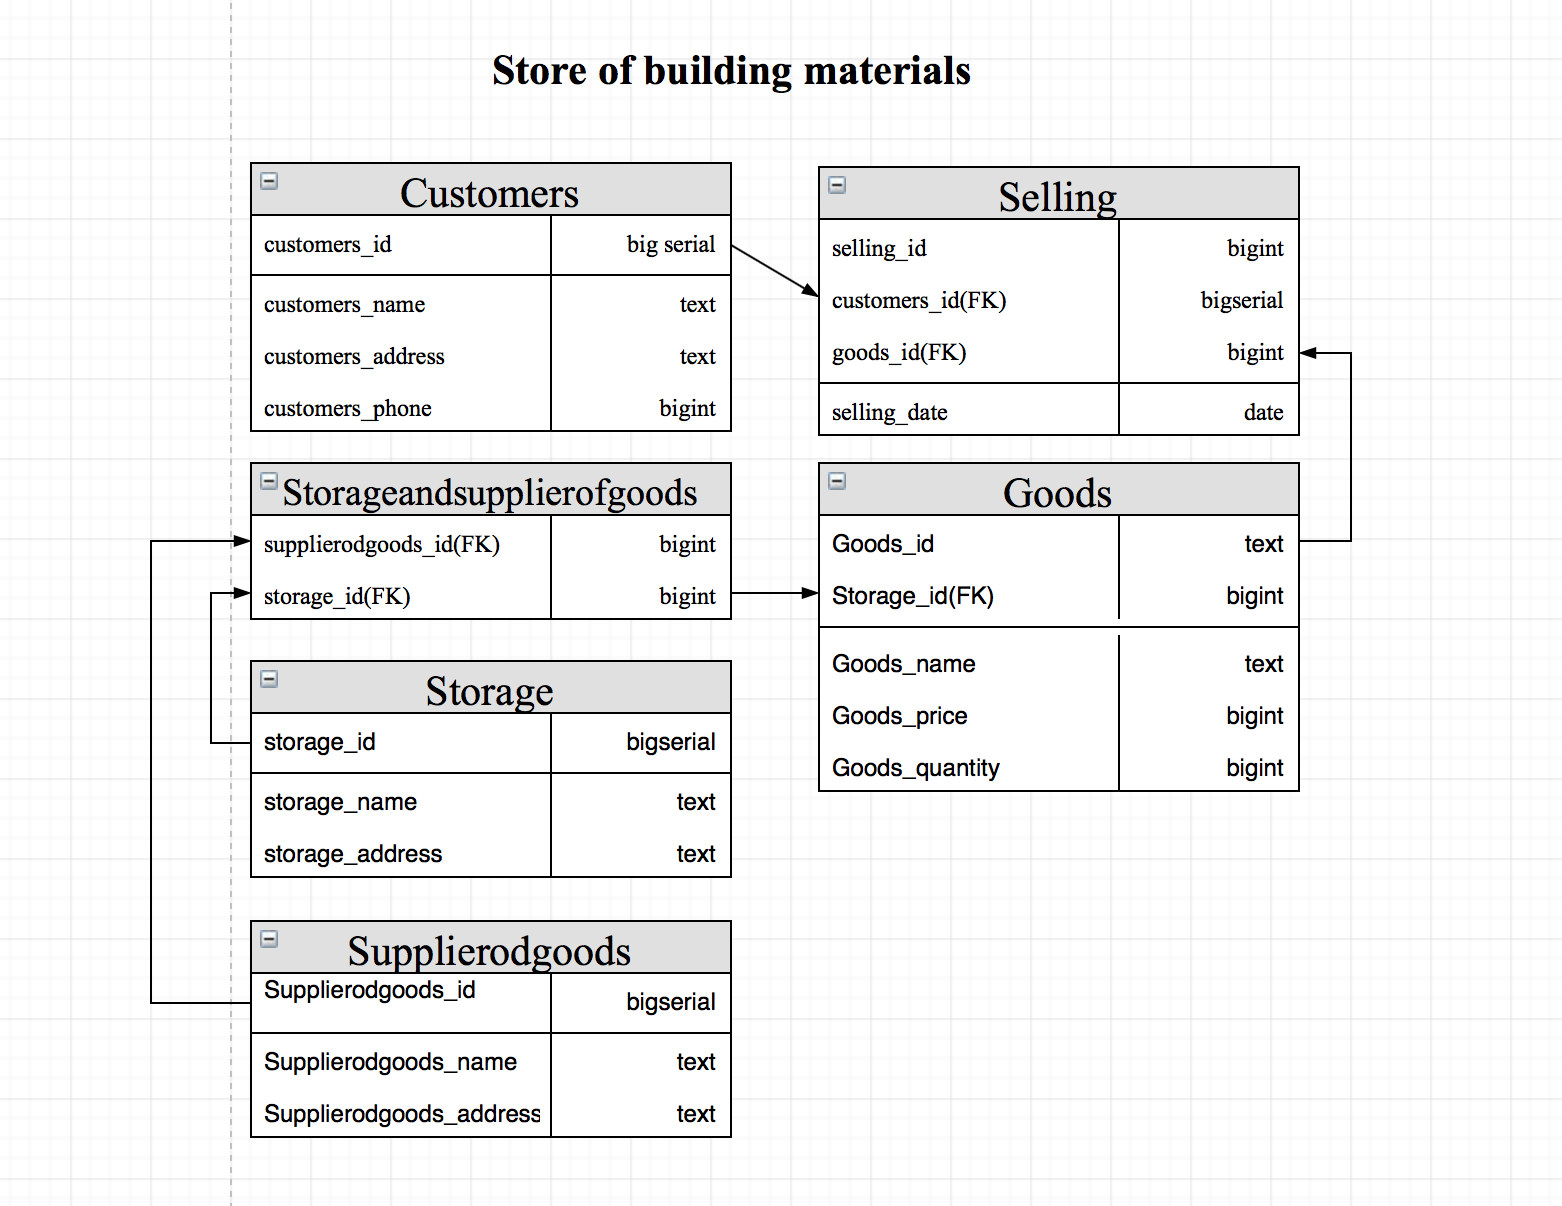 Store of building materials
Customers
customers_id big serial
customers_name text
customers_address text
customers_phone bigint
Selling
selling_id bigint
customers_id(FK) bigserial
goods_id(FK) bigint
selling_date date
Storageandsupplierofgoods
supplierodgoods_id(FK) bigint
storage_id(FK) bigint
Goods
Goods_id text
Storage_id(FK) bigint
Goods_name text
Goods_price bigint
Goods_quantity bigint
Storage
storage_id bigserial
storage_name text
storage_address text
Supplierodgoods
Supplierodgoods_id bigserial
Supplierodgoods_name text
Supplierodgoods_address text